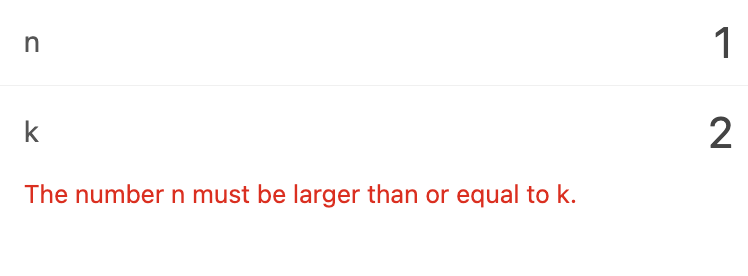 n 1
k 2
The number n must be larger than or equal to k.